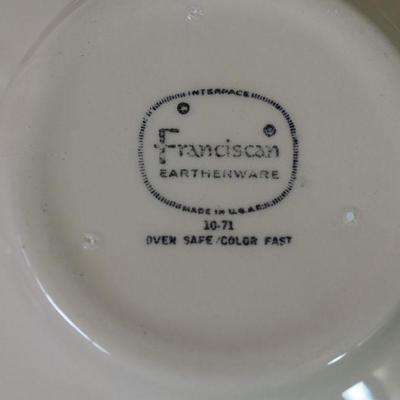 INTERPACE
Franciscan
EARTHENWARE
MADE IN U.S.A.
10-71
OVEN SAFE/COLOR FAST